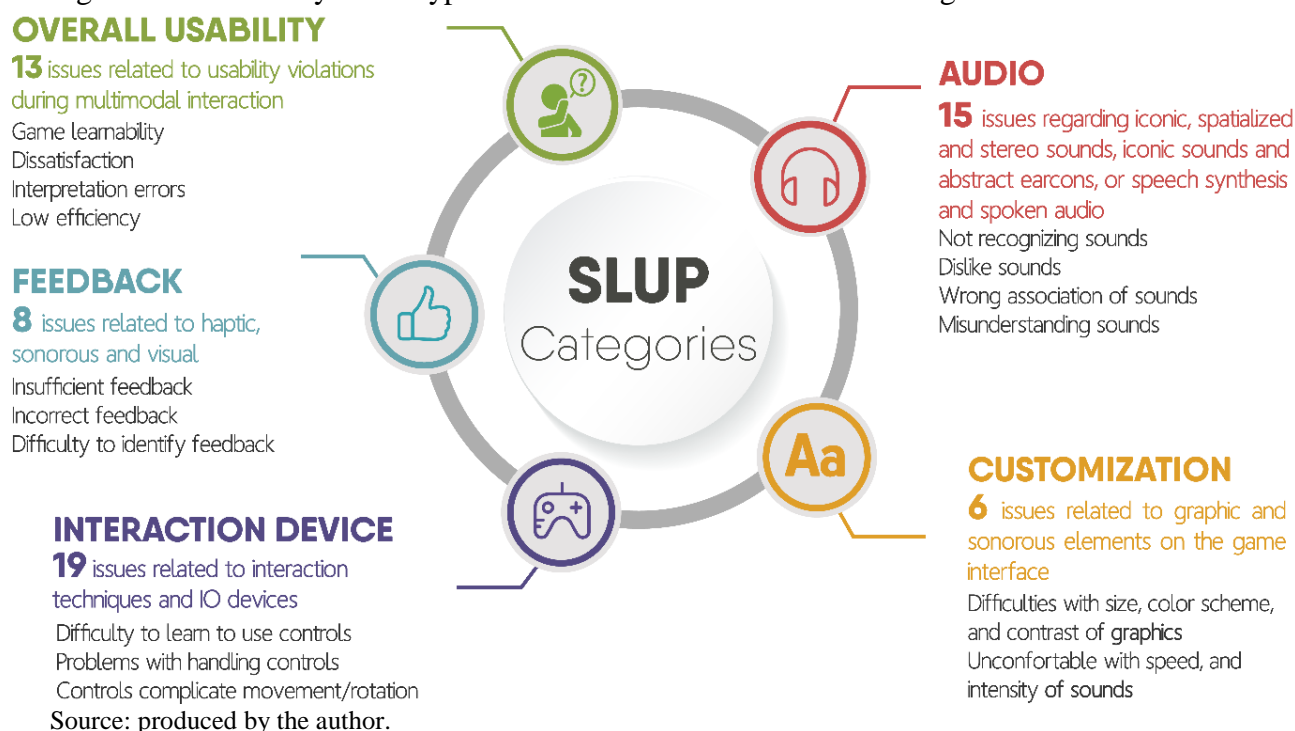 OVERALL USABILITY
13 issues related to usability violations
during multimodal interaction
Game learnability
Dissatisfaction
Interpretation errors
Low efficiency
FEEDBACK
8 issues related to haptic,
sonorous and visual
Insufficient feedback
Incorrect feedback
Difficulty to identify feedback
INTERACTION DEVICE
19 issues related to interaction
techniques and IO devices
Difficulty to learn to use controls
Problems with handling controls
Controls complicate movement/rotation
?
SLUP
Categories
Aa
AUDIO
15 issues regarding iconic, spatialized
and stereo sounds, iconic sounds and
abstract earcons, or speech synthesis
and spoken audio
Not recognizing sounds
Dislike sounds
Wrong association of sounds
Misunderstanding sounds
CUSTOMIZATION
6 issues related to graphic and
sonorous elements on the game
interface
Difficulties with size, color scheme,
and contrast of graphics
Unconfortable with speed, and
intensity of sounds
Source: produced by the author.